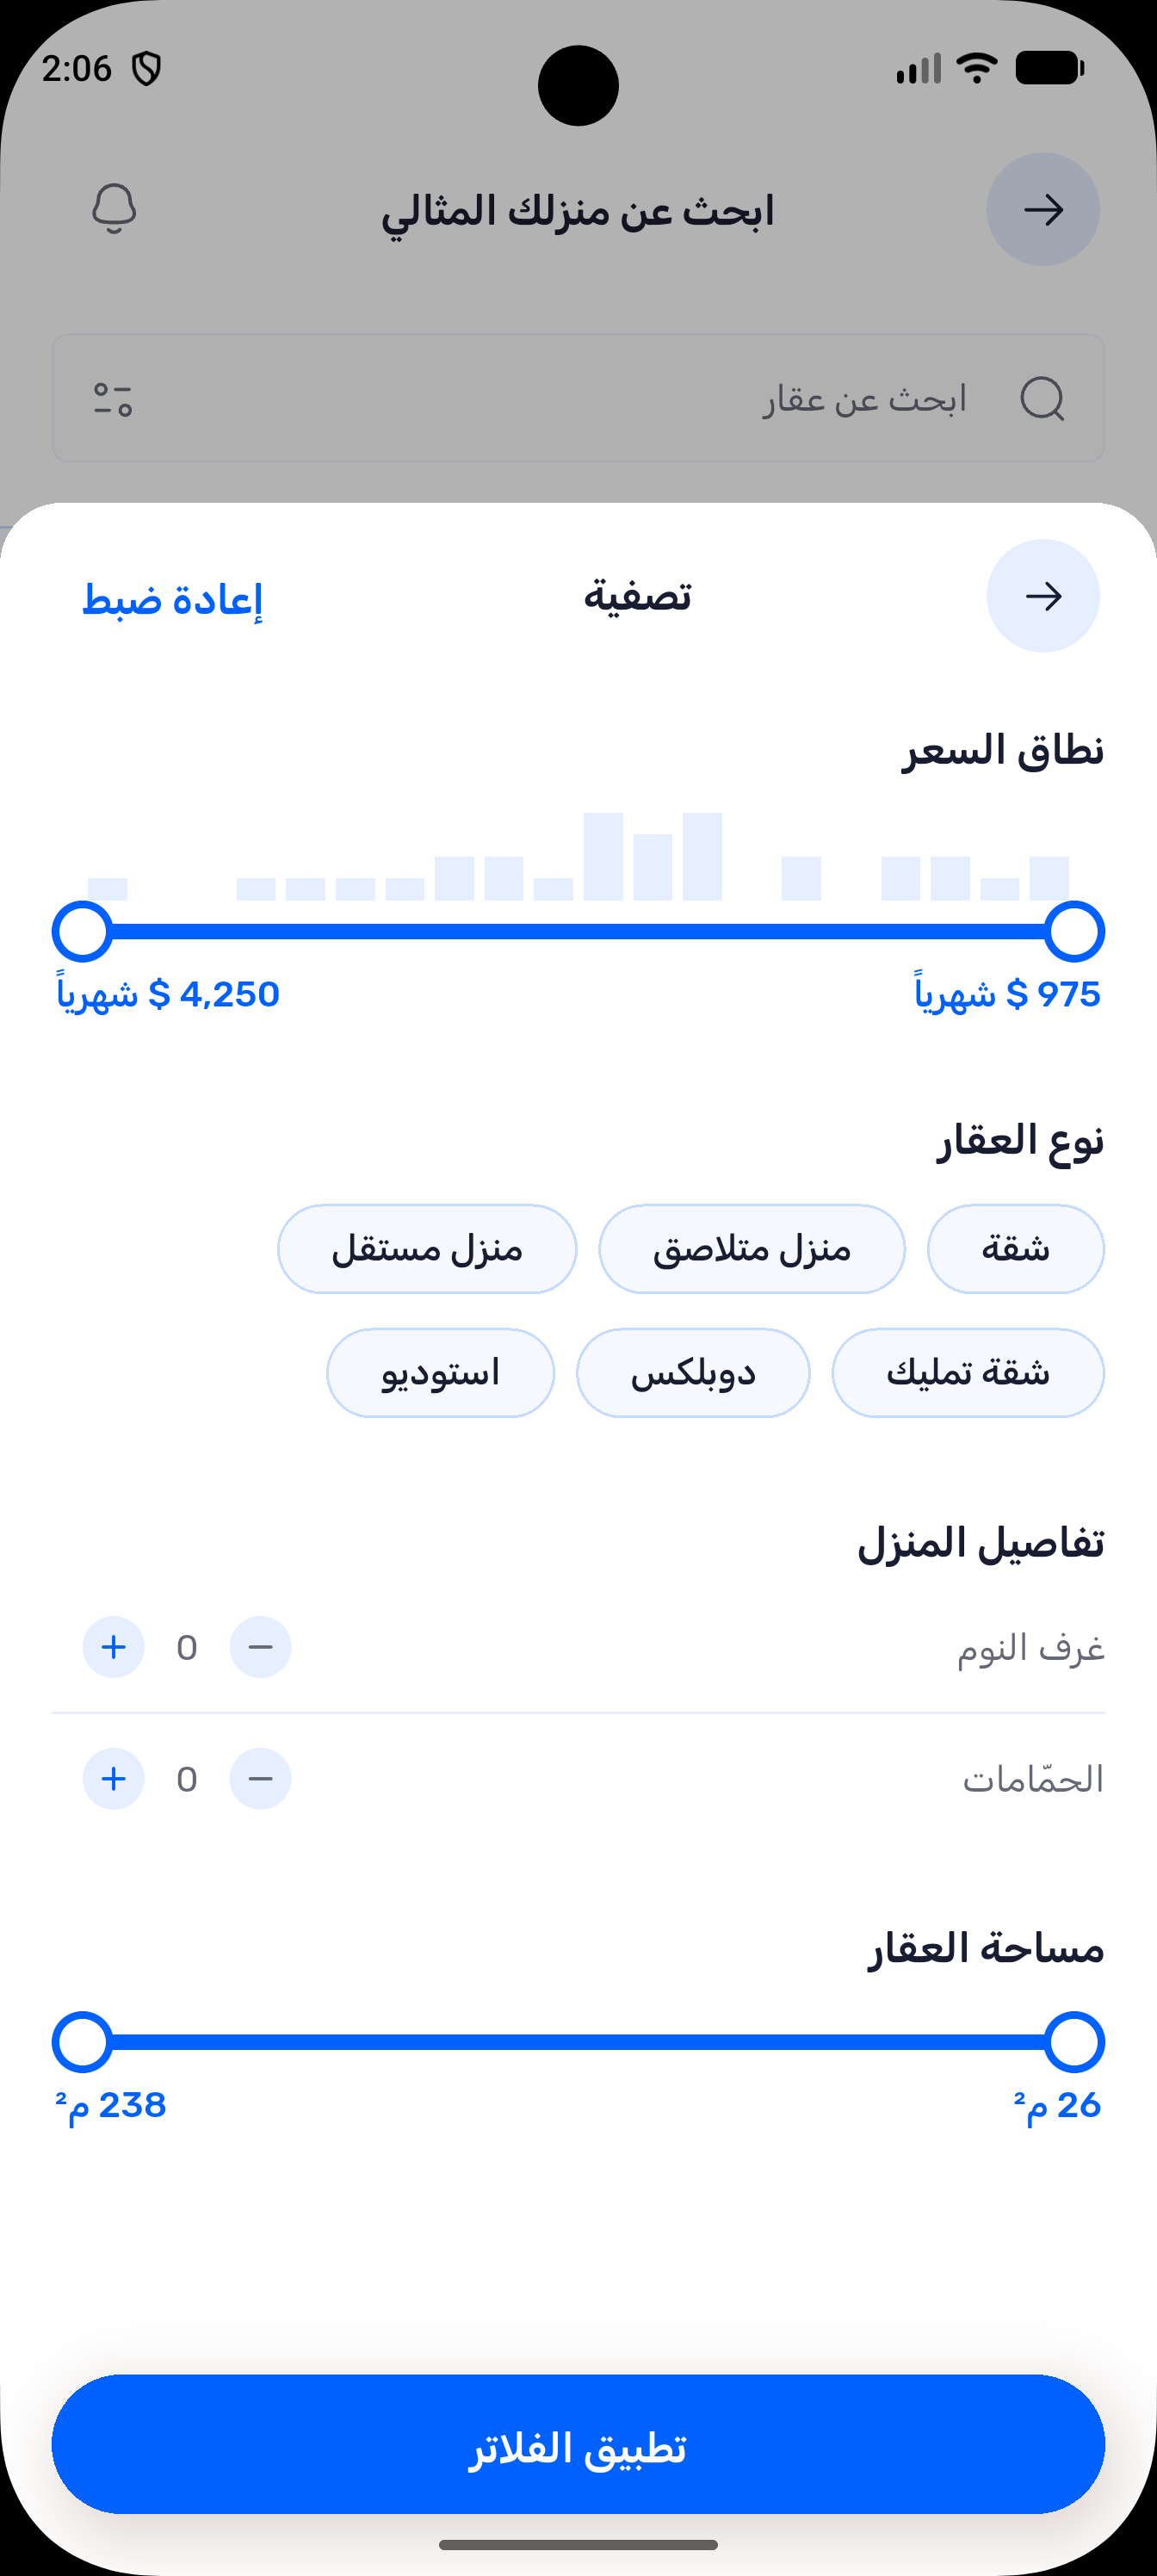 2:06
ابحث عن منزلك المثالي
ابحث عن عقار
تصفية
إعادة ضبط
نطاق السعر
975 $ شهرياً
4,250 $ شهرياً
نوع العقار
شقة
منزل متلاصق
منزل مستقل
شقة تمليك
دوبلكس
استوديو
تفاصيل المنزل
غرف النوم
0
الحمّامات
0
مساحة العقار
26 م²
238 م²
تطبيق الفلاتر